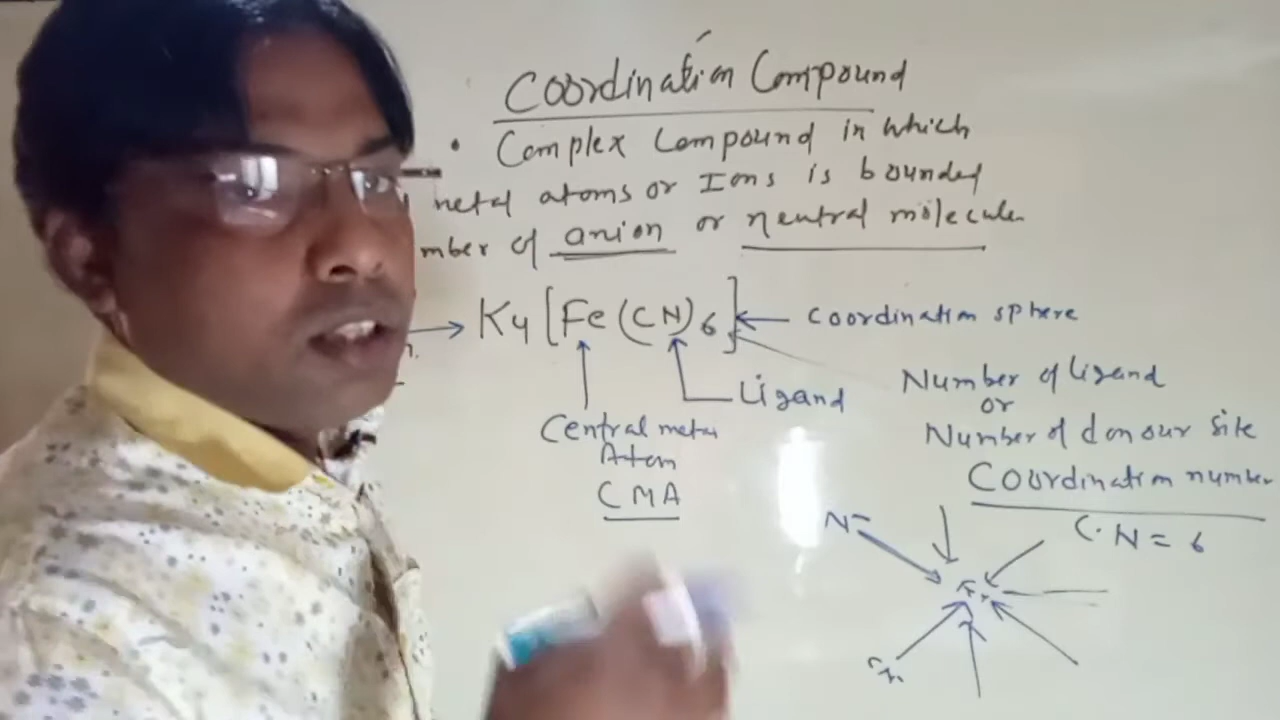 Coordination Compound
• Complex Compound in which
metal atoms or Ions is bounded
mber of anion or neutral molecule
K4[Fe(CN)6] ← Coordination sphere
Ligand
Central metal
Atom
CMA
Number of ligand
or
Number of donour site
Coordination number
C.N = 6
N-
Fe